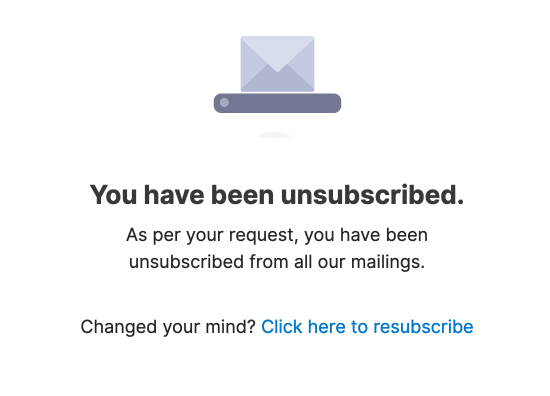 You have been unsubscribed.
As per your request, you have been
unsubscribed from all our mailings.
Changed your mind? Click here to resubscribe